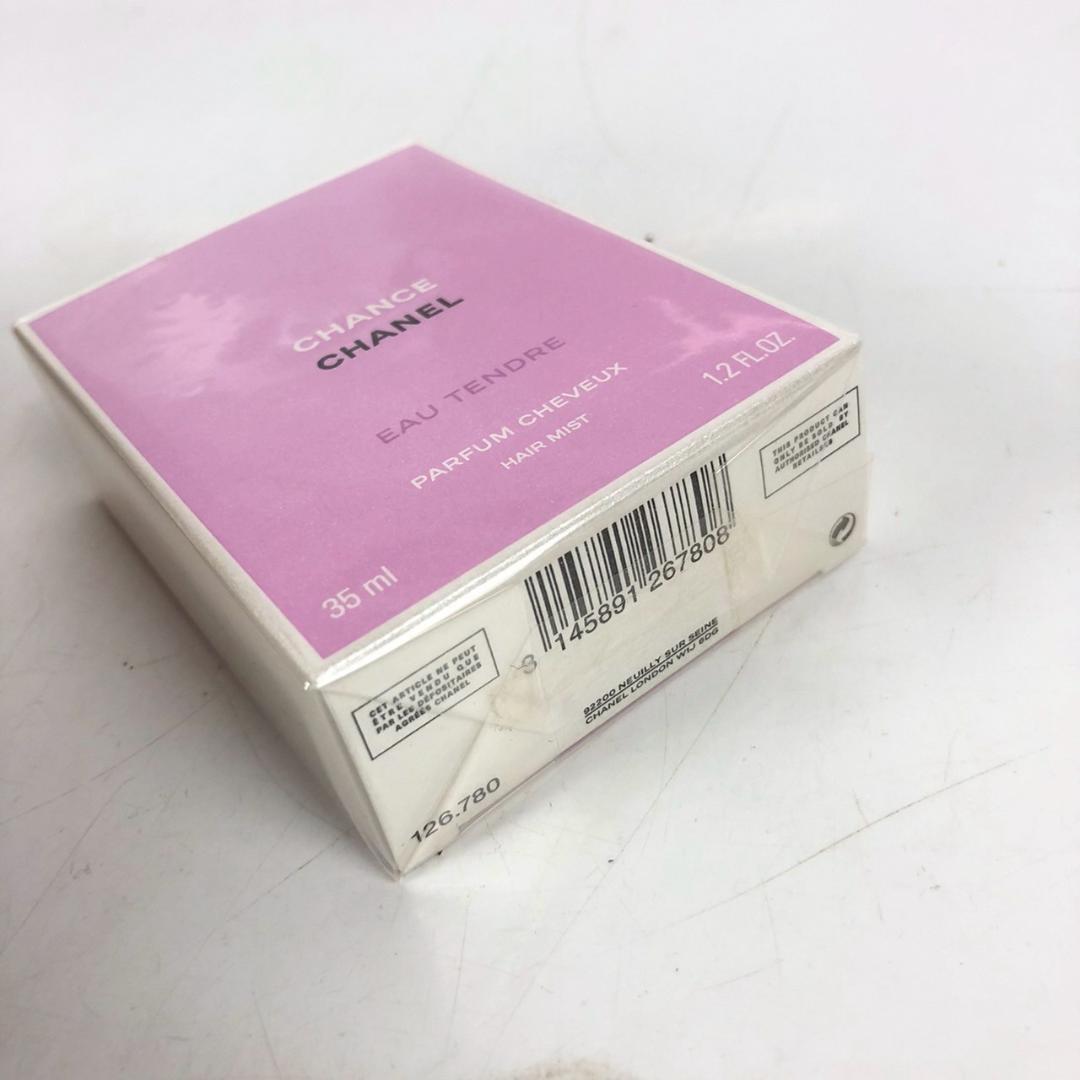 CHANCE
CHANEL
EAU TENDRE
PARFUM CHEVEUX
HAIR MIST
35 ml
1.2 FL.OZ.
THIS PRODUCT CAN
ONLY BE SOLD BY
AUTHORISED CHANEL
RETAILERS
3 145891 267808
92200 NEUILLY SUR SEINE
CHANEL LONDON W1J 6DG
CET ARTICLE NE PEUT
ÊTRE VENDU QUE
PAR LES DÉPOSITAIRES
AGRÉÉS CHANEL
126.780